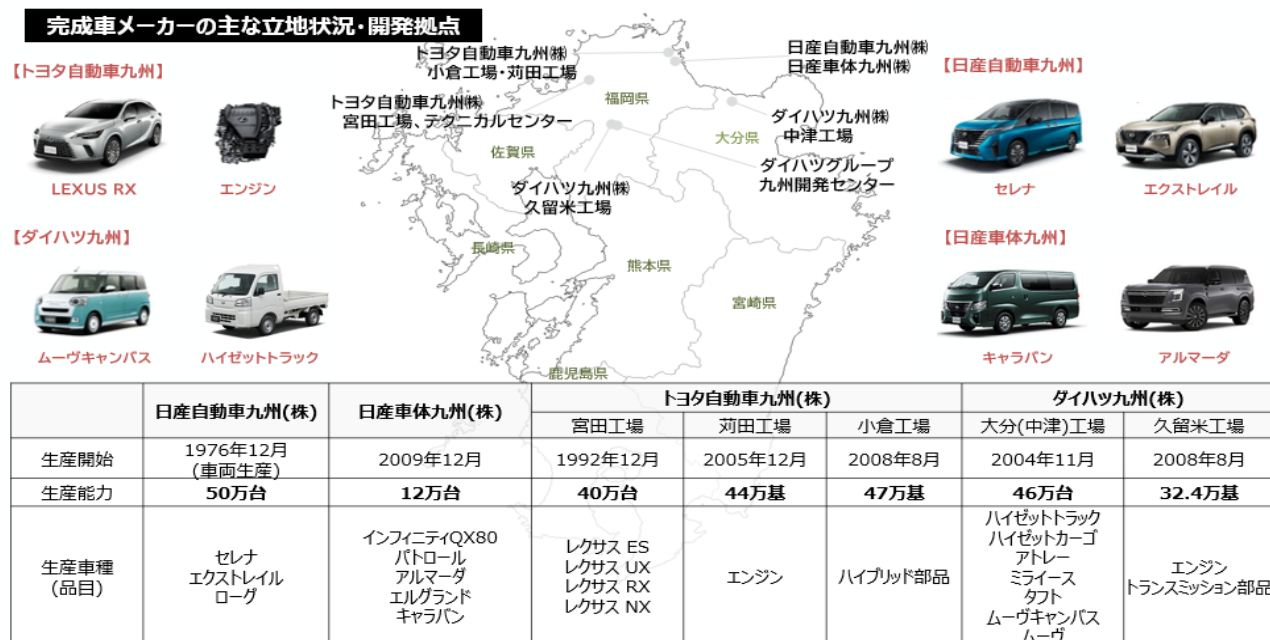 完成車メーカーの主な立地状況・開発拠点
【トヨタ自動車九州】
LEXUS RX
エンジン
【ダイハツ九州】
ムーヴキャンバス
ハイゼットトラック
トヨタ自動車九州㈱
小倉工場・苅田工場
トヨタ自動車九州㈱
宮田工場、テクニカルセンター
ダイハツ九州㈱
久留米工場
日産自動車九州㈱
日産車体九州㈱
ダイハツ九州㈱
中津工場
ダイハツグループ
九州開発センター
福岡県
佐賀県
大分県
長崎県
熊本県
宮崎県
鹿児島県
【日産自動車九州】
セレナ
エクストレイル
【日産車体九州】
キャラバン
アルマーダ
日産自動車九州(株)
日産車体九州(株)
トヨタ自動車九州(株)
ダイハツ九州(株)
宮田工場
苅田工場
小倉工場
大分(中津)工場
久留米工場
生産開始
1976年12月
(車両生産)
2009年12月
1992年12月
2005年12月
2008年8月
2004年11月
2008年8月
生産能力
50万台
12万台
40万台
44万基
47万基
46万台
32.4万基
生産車種
(品目)
セレナ
エクストレイル
ローグ
インフィニティQX80
パトロール
アルマーダ
エルグランド
キャラバン
レクサス ES
レクサス UX
レクサス RX
レクサス NX
エンジン
ハイブリッド部品
ハイゼットトラック
ハイゼットカーゴ
アトレー
ミライース
タフト
ムーヴキャンバス
ムーヴ
エンジン
トランスミッション部品